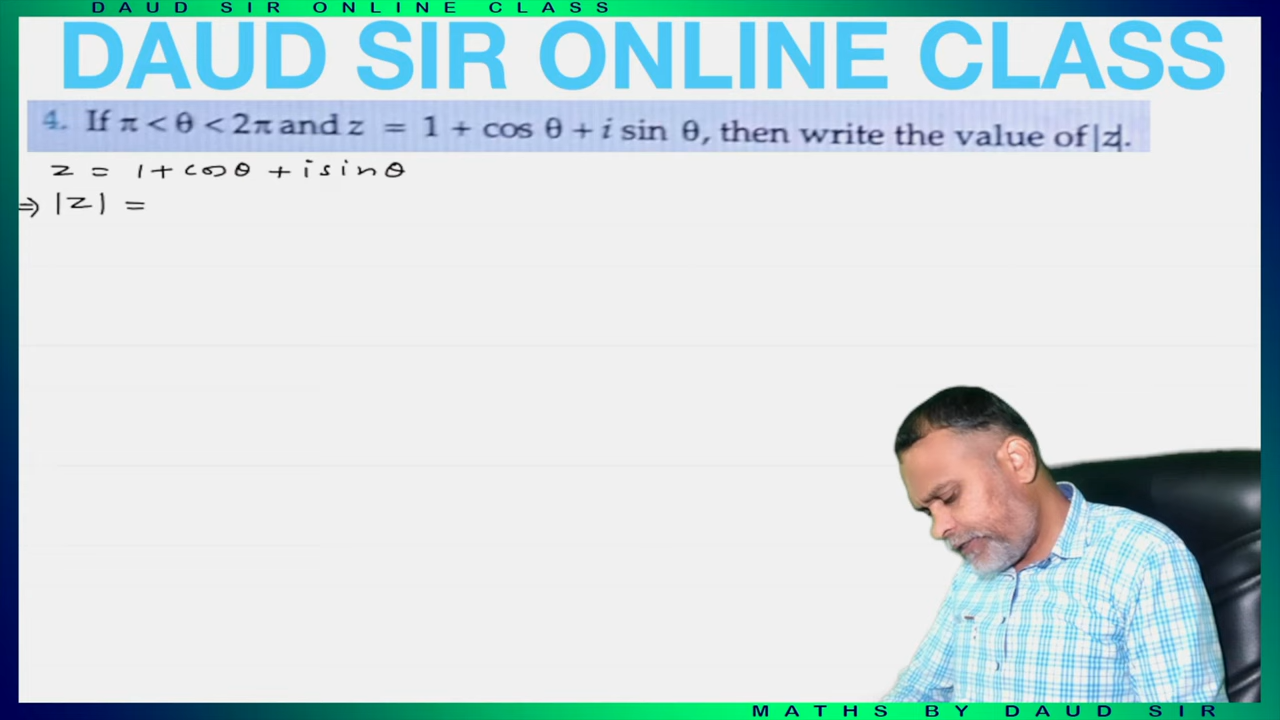 DAUD SIR ONLINE CLASS
DAUD SIR ONLINE CLASS
4. If π < θ < 2π and z = 1 + cos θ + i sin θ, then write the value of |z|.
z = 1 + cosθ + i sinθ
⇒ |z| =
MATHS BY DAUD SIR